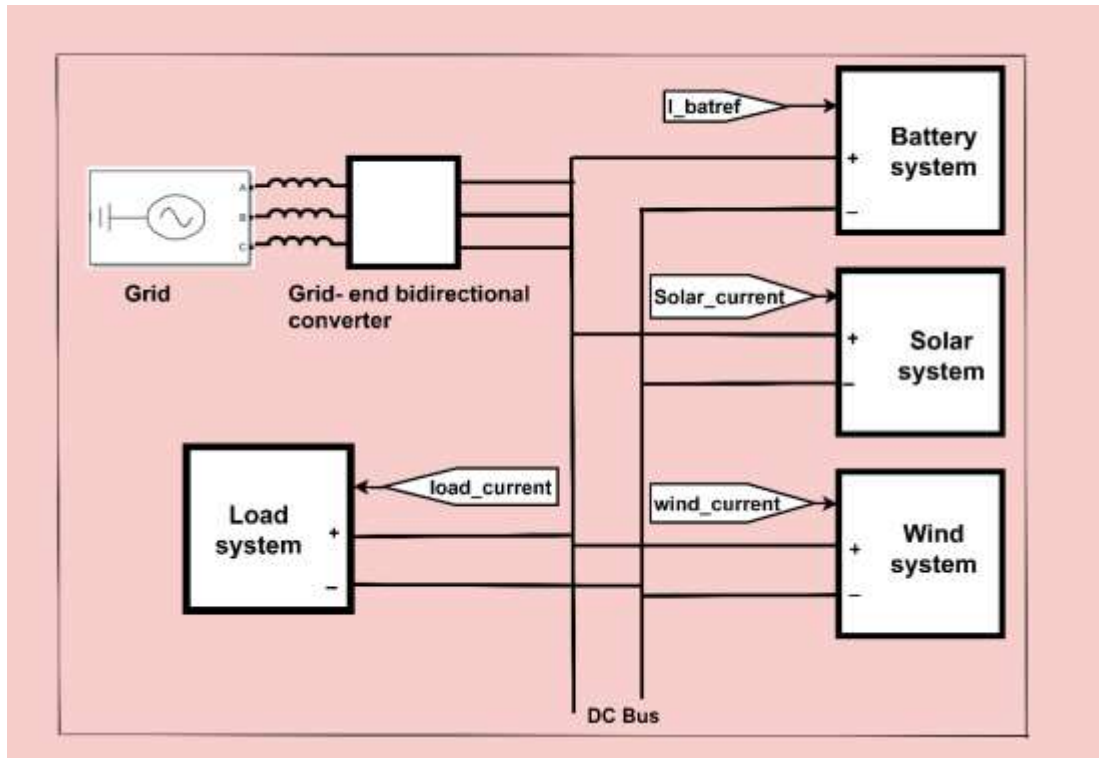 I_batref
Battery
system
+
–
A
B
C
Grid
Grid- end bidirectional
converter
Solar_current
Solar
system
+
–
load_current
Load
system
+
–
wind_current
Wind
system
+
–
DC Bus